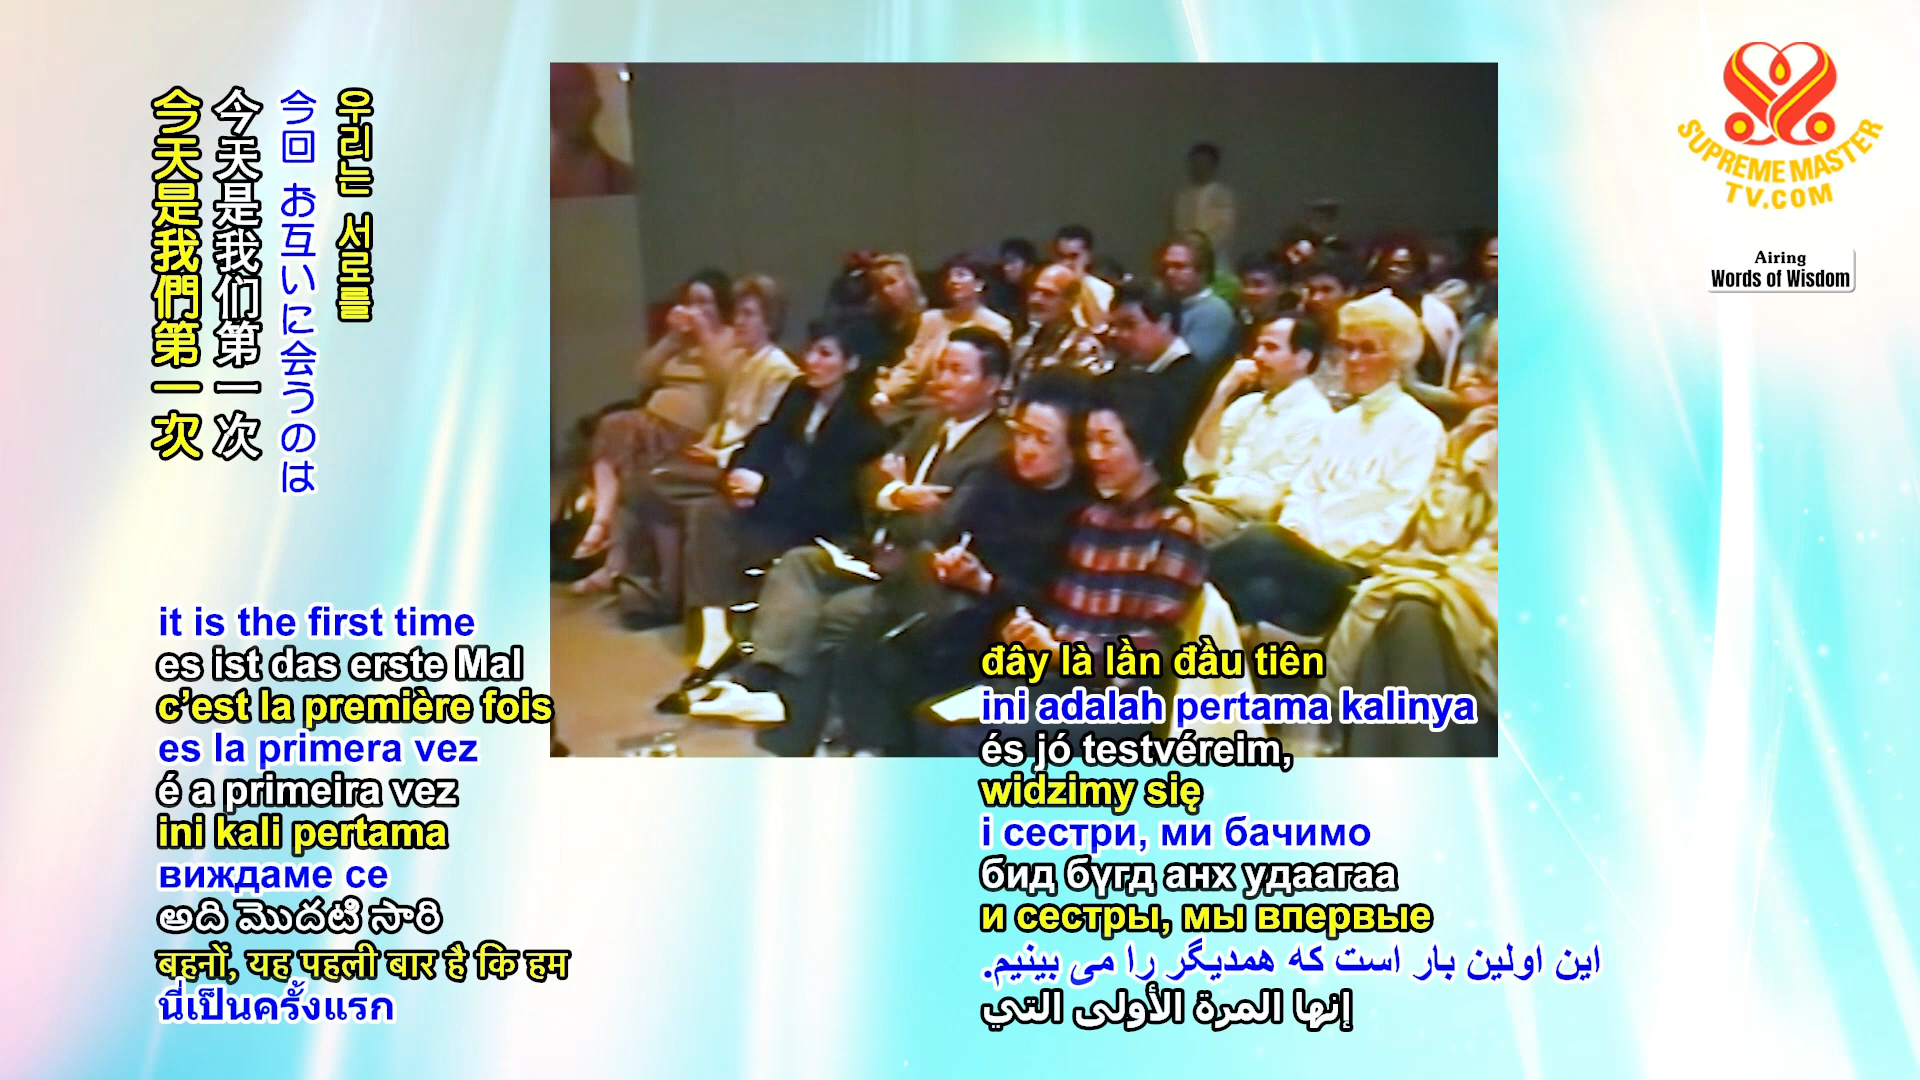 今天是我們第一次
今天是我们第一次
今回 お互いに会うのは
우리는 서로를
SUPREME MASTER
TV.COM
Airing
Words of Wisdom
it is the first time
es ist das erste Mal
c'est la première fois
es la primera vez
é a primeira vez
ini kali pertama
виждаме се
అది మొదటి సారి
बहनों, यह पहली बार है कि हम
นี่เป็นครั้งแรก
đây là lần đầu tiên
ini adalah pertama kalinya
és jó testvéreim,
widzimy się
і сестри, ми бачимо
бид бүгд анх удаагаа
и сестры, мы впервые
این اولین بار است که همدیگر را می بینیم.
إنها المرة الأولى التي